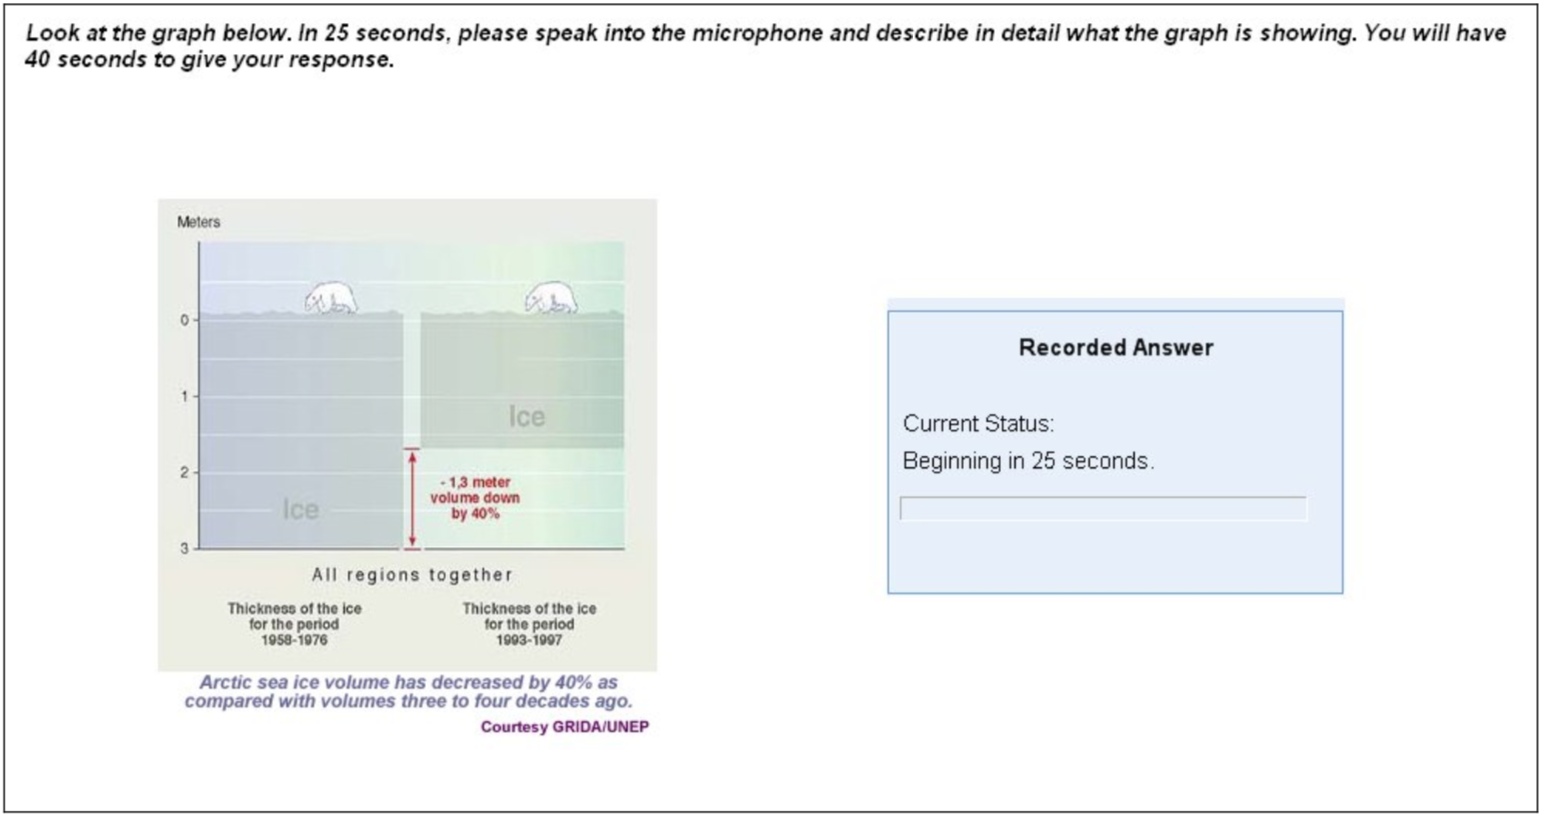 Look at the graph below. In 25 seconds, please speak into the microphone and describe in detail what the graph is showing. You will have
40 seconds to give your response.
Meters
0
1
2
3
Ice
Ice
- 1,3 meter
volume down
by 40%
All regions together
Thickness of the ice
for the period
1958-1976
Thickness of the ice
for the period
1993-1997
Arctic sea ice volume has decreased by 40% as
compared with volumes three to four decades ago.
Courtesy GRIDA/UNEP
Recorded Answer
Current Status:
Beginning in 25 seconds.